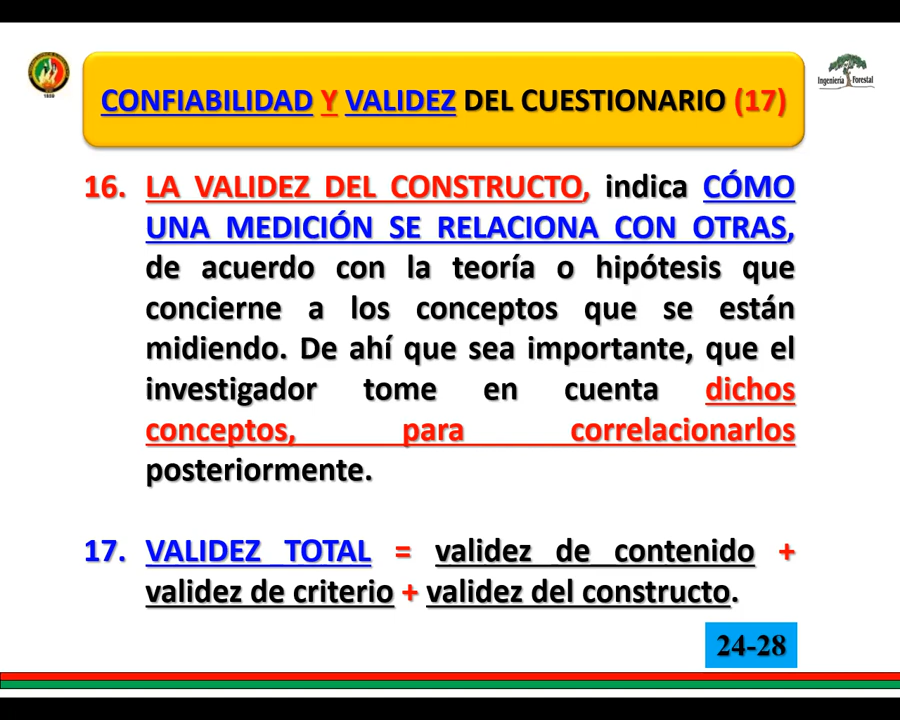 CONFIABILIDAD Y VALIDEZ DEL CUESTIONARIO (17)
Ingeniería Forestal
1859
16. LA VALIDEZ DEL CONSTRUCTO, indica CÓMO
UNA MEDICIÓN SE RELACIONA CON OTRAS,
de acuerdo con la teoría o hipótesis que
concierne a los conceptos que se están
midiendo. De ahí que sea importante, que el
investigador tome en cuenta dichos
conceptos, para correlacionarlos
posteriormente.
17. VALIDEZ TOTAL = validez de contenido +
validez de criterio + validez del constructo.
24-28